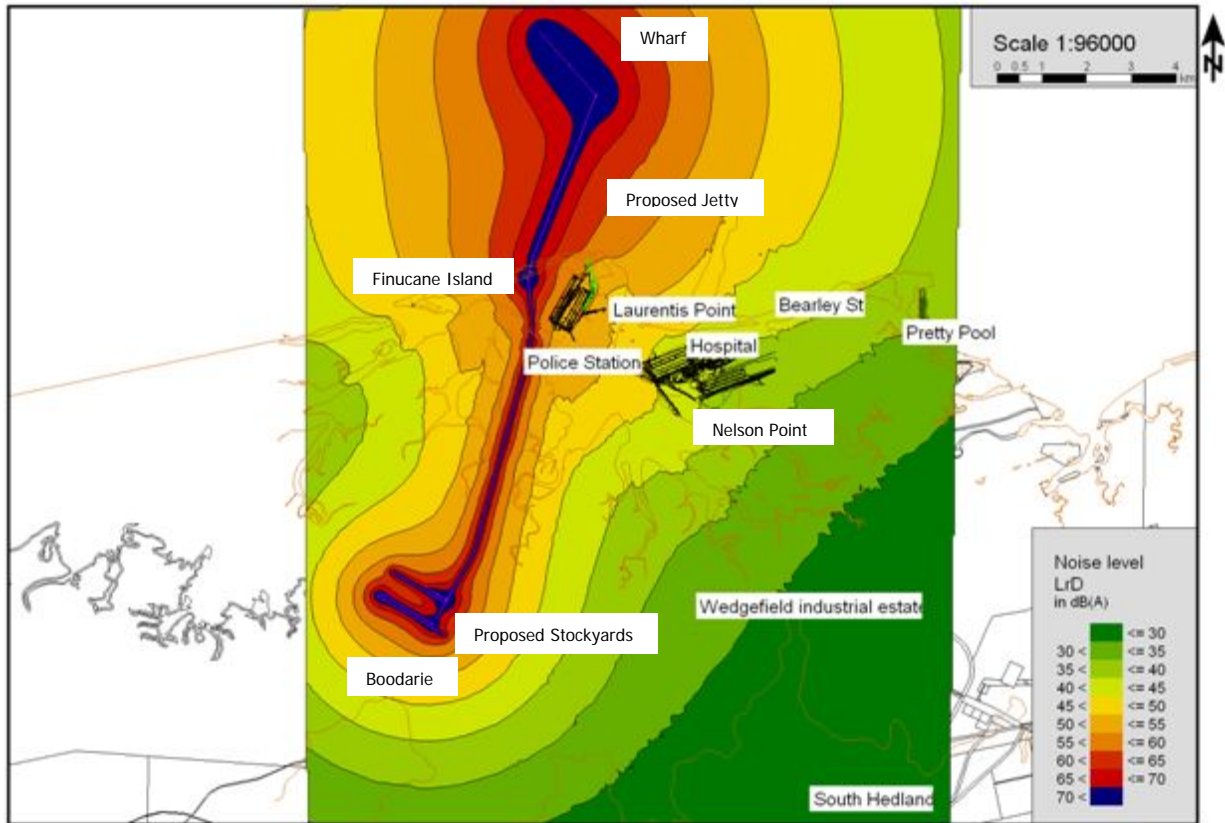 Wharf
Scale 1:96000
0 0.5 1 2 3 4
km
N
Proposed Jetty
Finucane Island
Laurentis Point
Bearley St
Pretty Pool
Police Station
Hospital
Nelson Point
Wedgefield industrial estate
Proposed Stockyards
Boodarie
South Hedland
Noise level
LrD
in dB(A)
<= 30
30 < <= 35
35 < <= 40
40 < <= 45
45 < <= 50
50 < <= 55
55 < <= 60
60 < <= 65
65 < <= 70
70 <